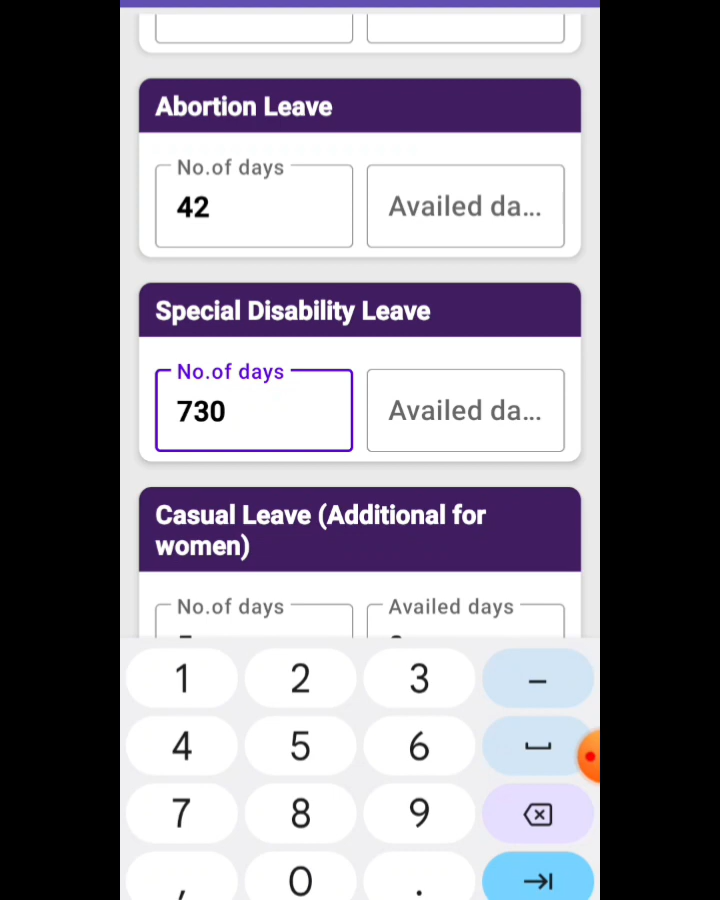 Abortion Leave
No.of days
42
Availed da...
Special Disability Leave
No.of days
730
Availed da...
Casual Leave (Additional for
women)
No.of days
Availed days
1
2
3
–
4
5
6
7
8
9
,
0
.